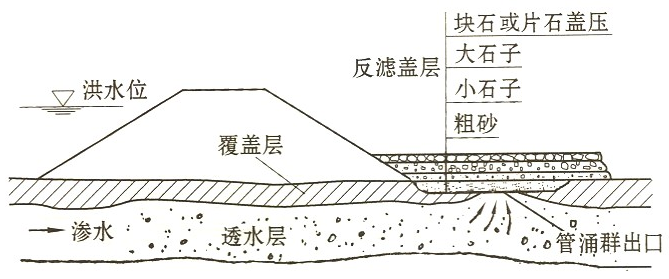 块石或片石盖压
反滤盖层
大石子
小石子
粗砂
洪水位
覆盖层
渗水
透水层
管涌群出口